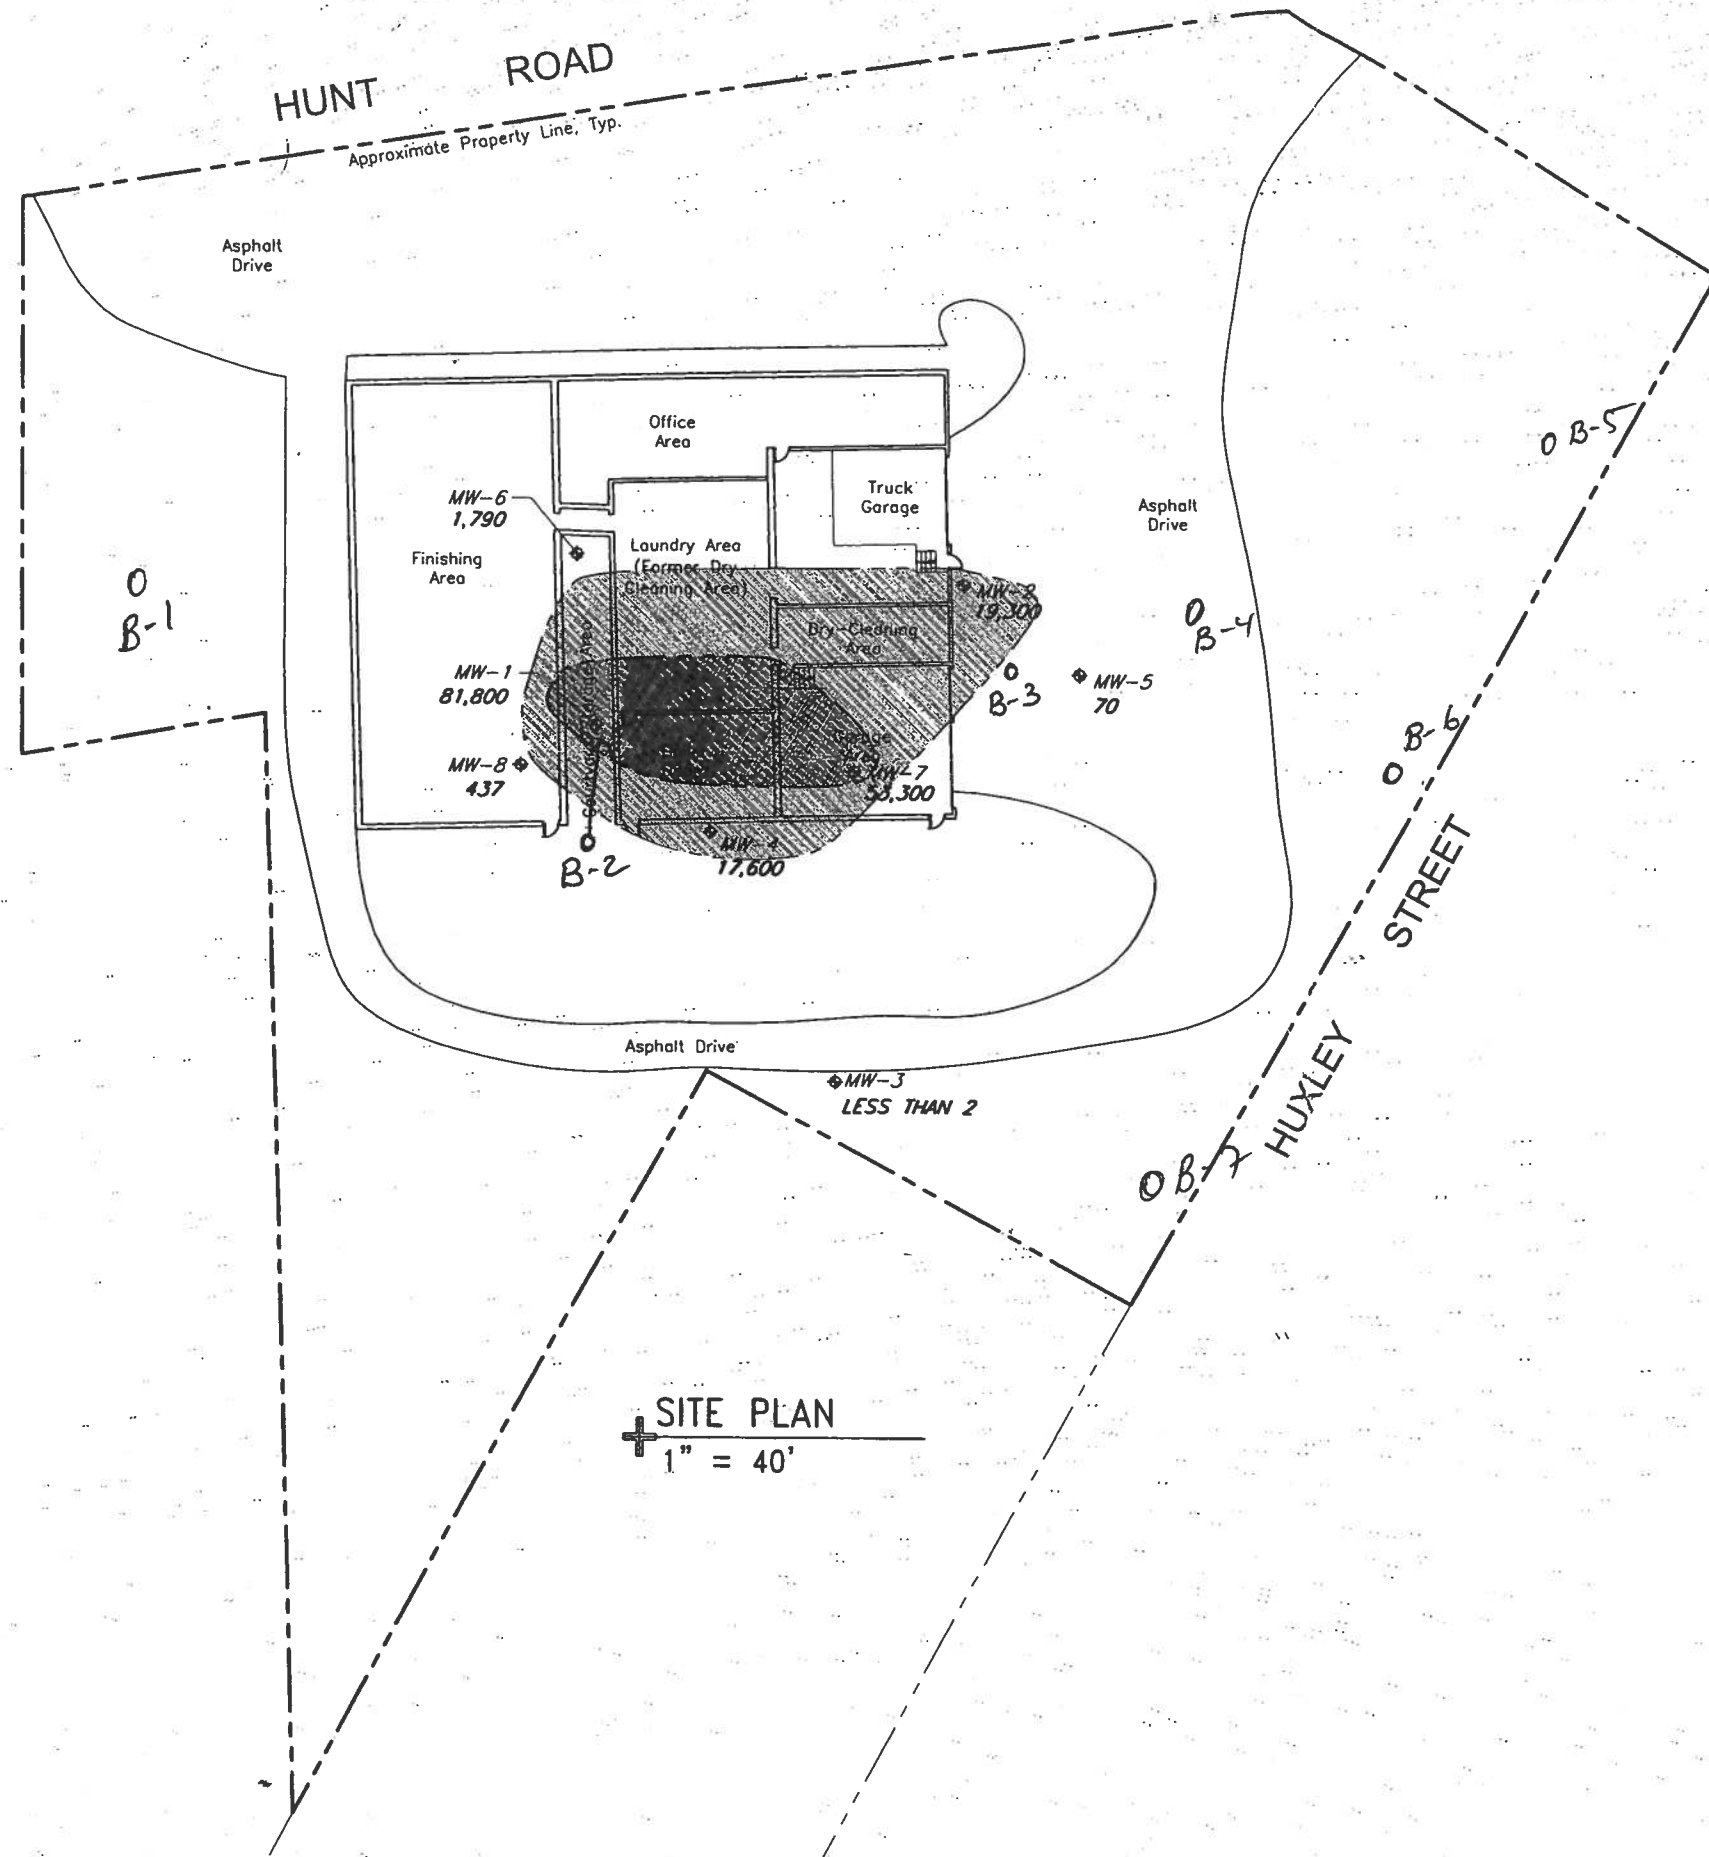 HUNT ROAD
Approximate Property Line, Typ.
Asphalt
Drive
Office
Area
Truck
Garage
MW-6
1,790
Laundry Area
(Former Dry
Cleaning Area)
Finishing
Area
Asphalt
Drive
B-5
B-1
MW-2
19,300
Dry-Cleaning
Area
B-4
MW-1
81,800
Storage Area
B-3
MW-5
70
B-6
MW-8
437
Garage
Area
MW-7
53,300
MW-4
17,600
B-2
HUXLEY STREET
Asphalt Drive
MW-3
LESS THAN 2
B-7
SITE PLAN
1" = 40'